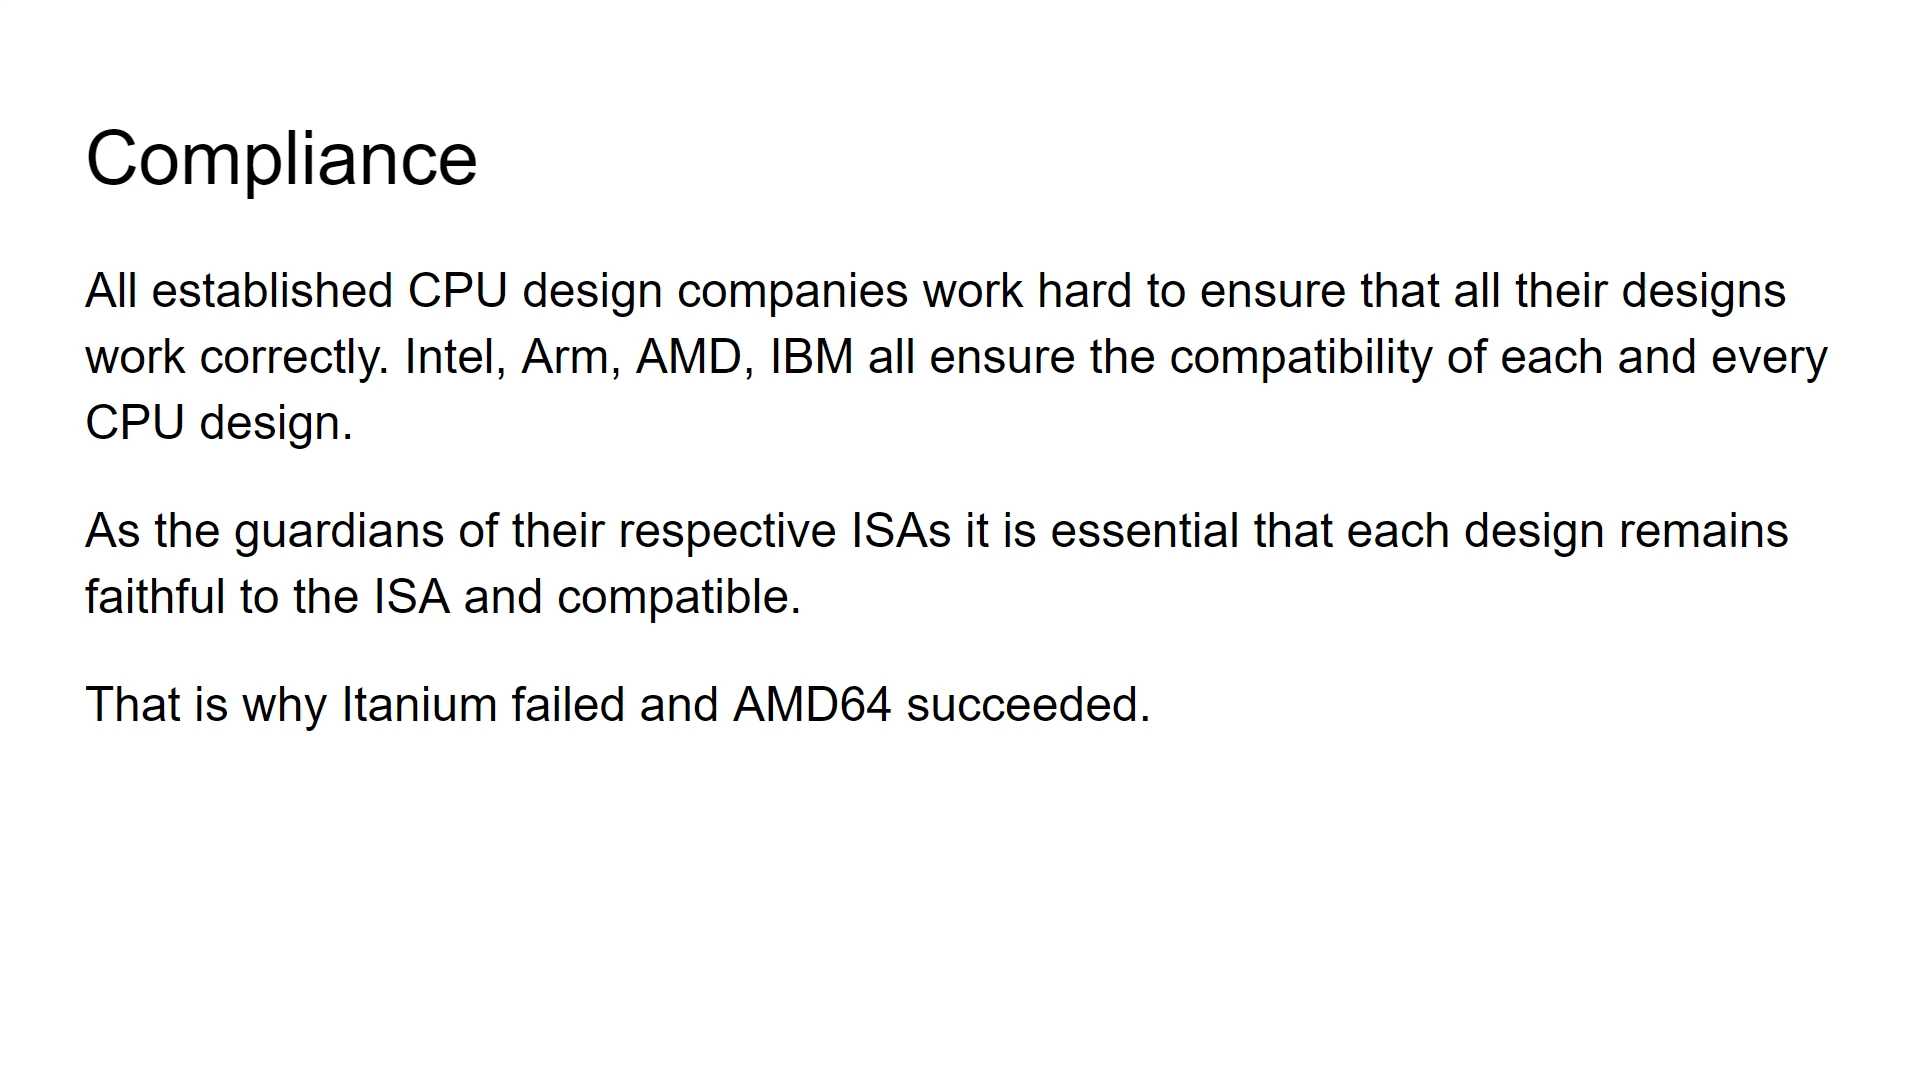 Compliance
All established CPU design companies work hard to ensure that all their designs
work correctly. Intel, Arm, AMD, IBM all ensure the compatibility of each and every
CPU design.
As the guardians of their respective ISAs it is essential that each design remains
faithful to the ISA and compatible.
That is why Itanium failed and AMD64 succeeded.